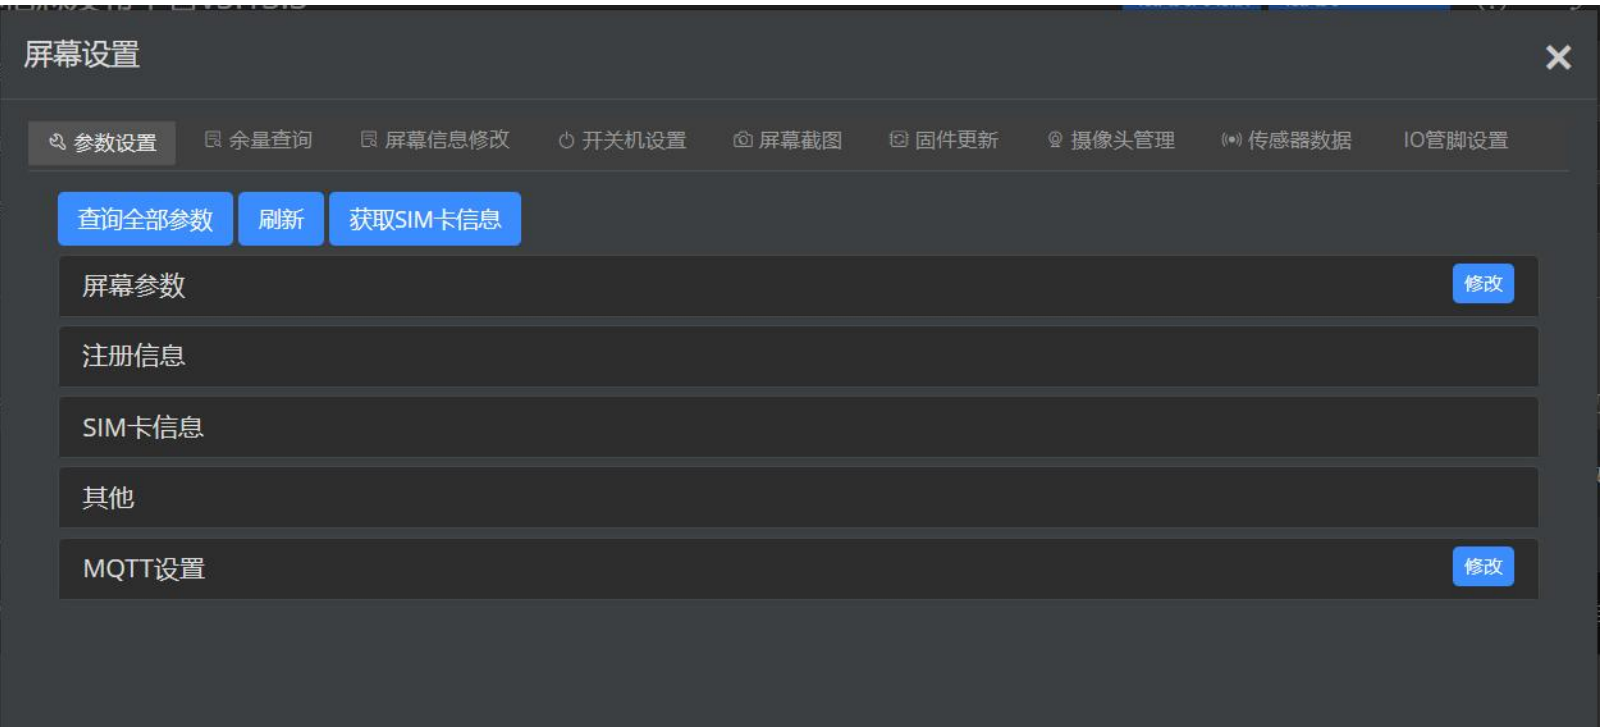 屏幕设置
参数设置 余量查询 屏幕信息修改 开关机设置 屏幕截图 固件更新 摄像头管理 传感器数据 IO管脚设置
查询全部参数 刷新 获取SIM卡信息
屏幕参数 修改
注册信息
SIM卡信息
其他
MQTT设置 修改